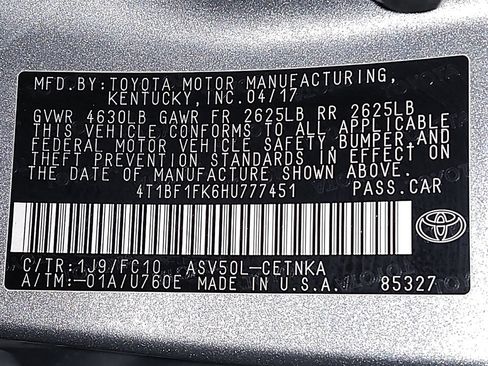 MFD.BY:TOYOTA MOTOR MANUFACTURING,
KENTUCKY,INC.04/17
GVWR 4630LB GAWR FR 2625LB RR 2625LB
THIS VEHICLE CONFORMS TO ALL APPLICABLE
FEDERAL MOTOR VEHICLE SAFETY,BUMPER,AND
THEFT PREVENTION STANDARDS IN EFFECT ON
THE DATE OF MANUFACTURE SHOWN ABOVE.
4T1BF1FK6HU777451 PASS.CAR
C/TR:1J9/FC10 ASV50L-CETNKA
A/TM:-01A/U760E MADE IN U.S.A. 85327